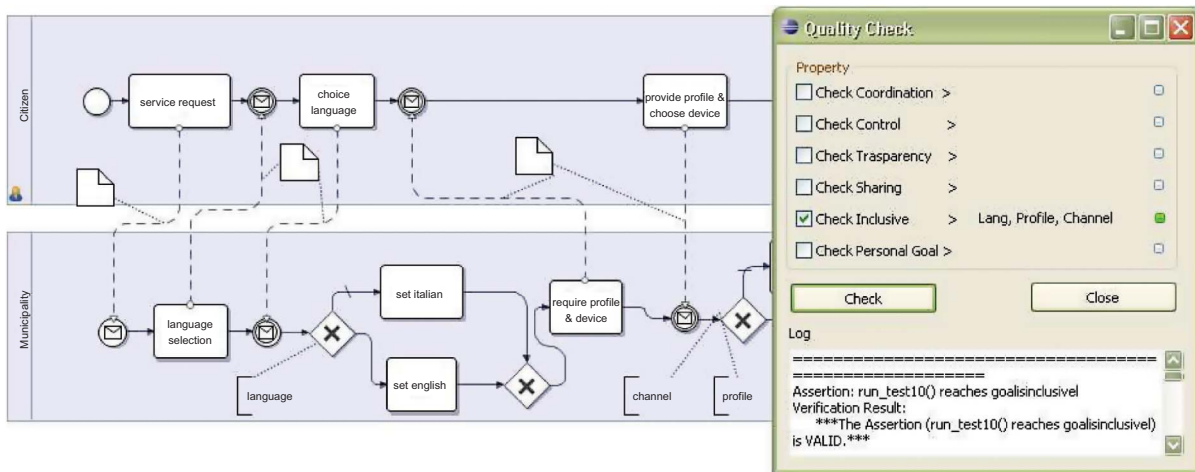 Citizen
service request
choice
language
provide profile &
choose device
Municipality
language
selection
set italian
set english
require profile
& device
language
channel
profile
Quality Check
Property
Check Coordination >
Check Control >
Check Trasparency >
Check Sharing >
Check Inclusive > Lang, Profile, Channel
Check Personal Goal >
Check
Close
Log
====================================
===================
Assertion: run_test10() reaches goalisinclusivel
Verification Result:
***The Assertion (run_test10() reaches goalisinclusivel)
is VALID.***